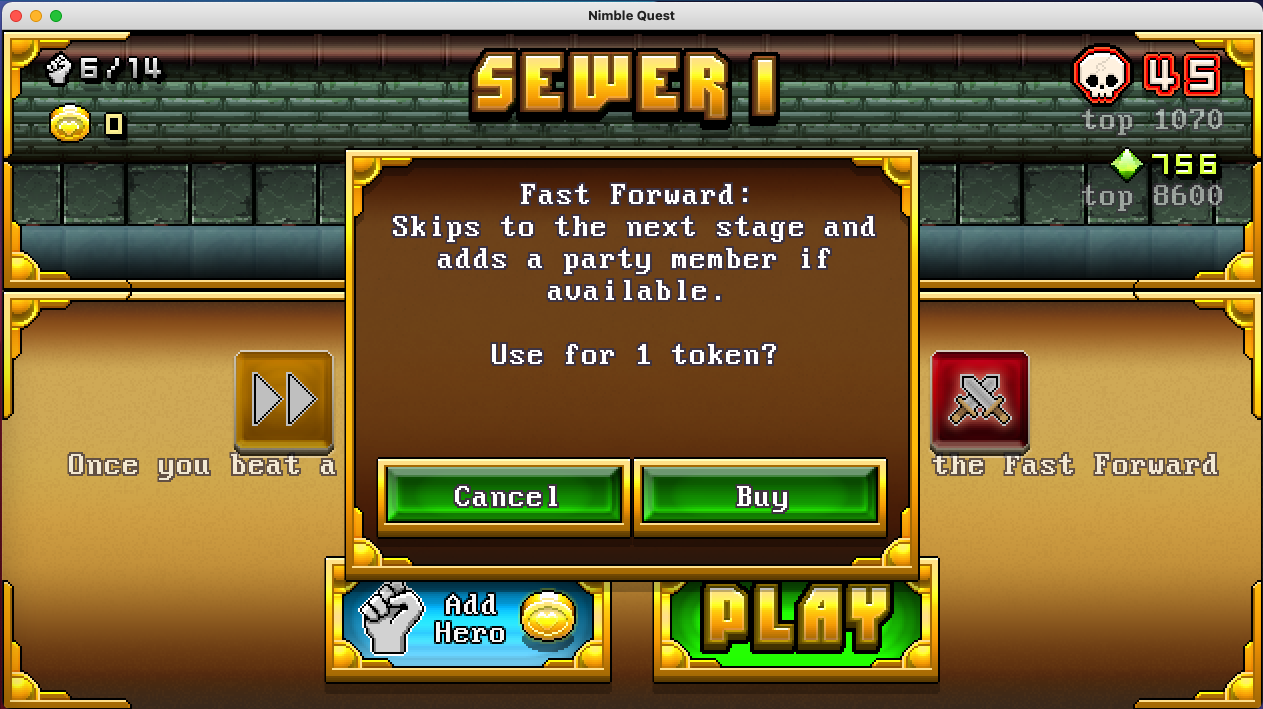 Nimble Quest
6/14
0
SEWER 1
45
top 1070
756
top 8600
Fast Forward:
Skips to the next stage and
adds a party member if
available.
Use for 1 token?
Once you beat a
the Fast Forward
Cancel
Buy
Add
Hero
PLAY